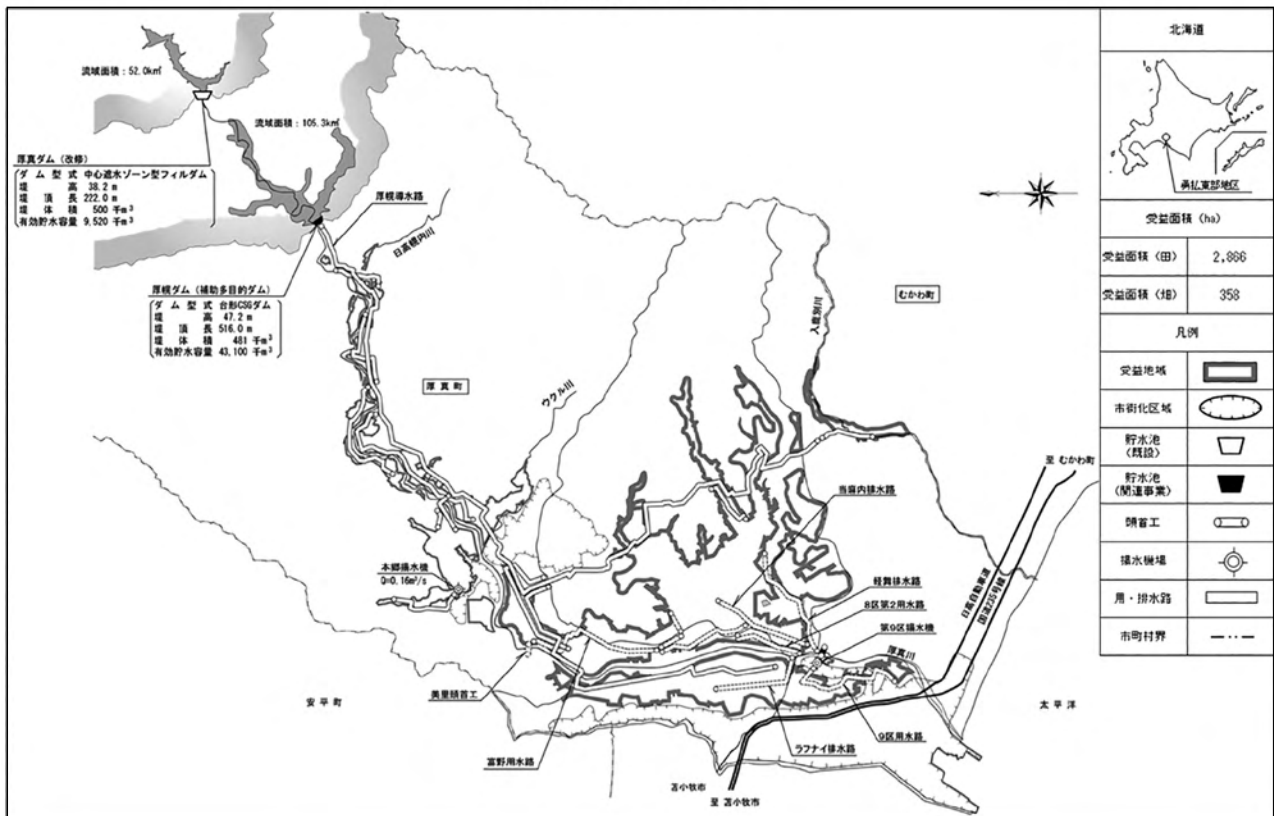 流域面積：52.0k㎡
流域面積：105.3k㎡
厚真ダム（改修）
ダム型式 中心遮水ゾーン型フィルダム
堤高 38.2 m
堤頂長 222.0 m
堤体積 500 千m³
有効貯水容量 9,520 千m³
厚幌導水路
日高幌内川
厚幌ダム（補助多目的ダム）
ダム型式 台形CSGダム
堤高 47.2 m
堤頂長 516.0 m
堤体積 481 千m³
有効貯水容量 43,100 千m³
厚真町
むかわ町
入鹿別川
ウクル川
当麻内排水路
至 むかわ町
本郷揚水機
Q=0.16m³/s
軽舞排水路
8区第2用水路
第9区揚水機
厚真川
日高自動車道
国道235号線
美里頭首工
安平町
富野用水路
ラフナイ排水路
9区用水路
太平洋
苫小牧市
至 苫小牧市
北海道
勇払東部地区
受益面積（ha）
受益面積（田） 2,866
受益面積（畑） 358
凡例
受益地域
市街化区域
貯水池
（既設）
貯水池
（関連事業）
頭首工
揚水機場
用・排水路
市町村界